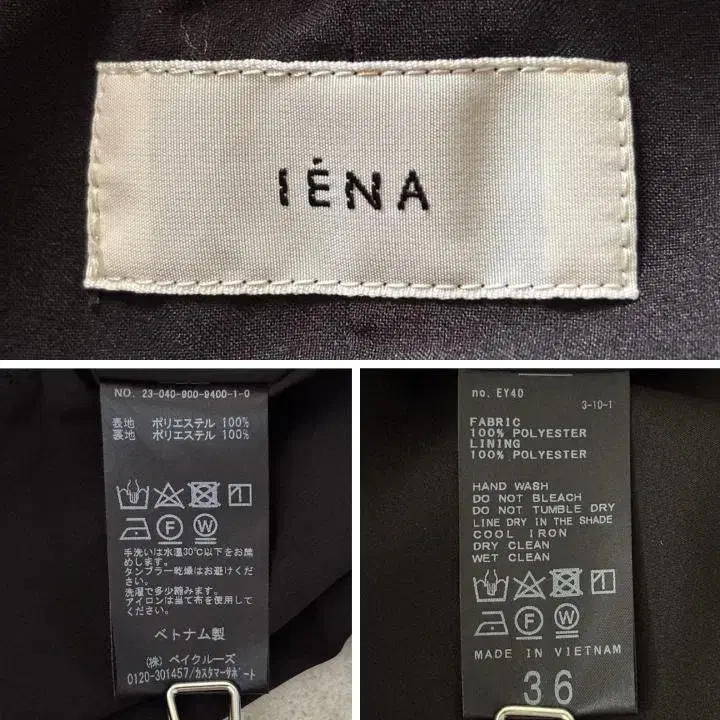 IÉNA
NO. 23-040-900-9400-1-0
表地 ポリエステル 100%
裏地 ポリエステル 100%
F W
手洗いは水温30℃以下をお薦
めします。
タンブラー乾燥はお避けくださ
い。
洗濯で多少縮みます。
アイロンは当て布を使用して
ください。
ベトナム製
(株) ベイクルーズ
0120-301457/カスタマーサポート
no. EY40
3-10-1
FABRIC
100% POLYESTER
LINING
100% POLYESTER
HAND WASH
DO NOT BLEACH
DO NOT TUMBLE DRY
LINE DRY IN THE SHADE
COOL IRON
DRY CLEAN
WET CLEAN
F W
MADE IN VIETNAM
36